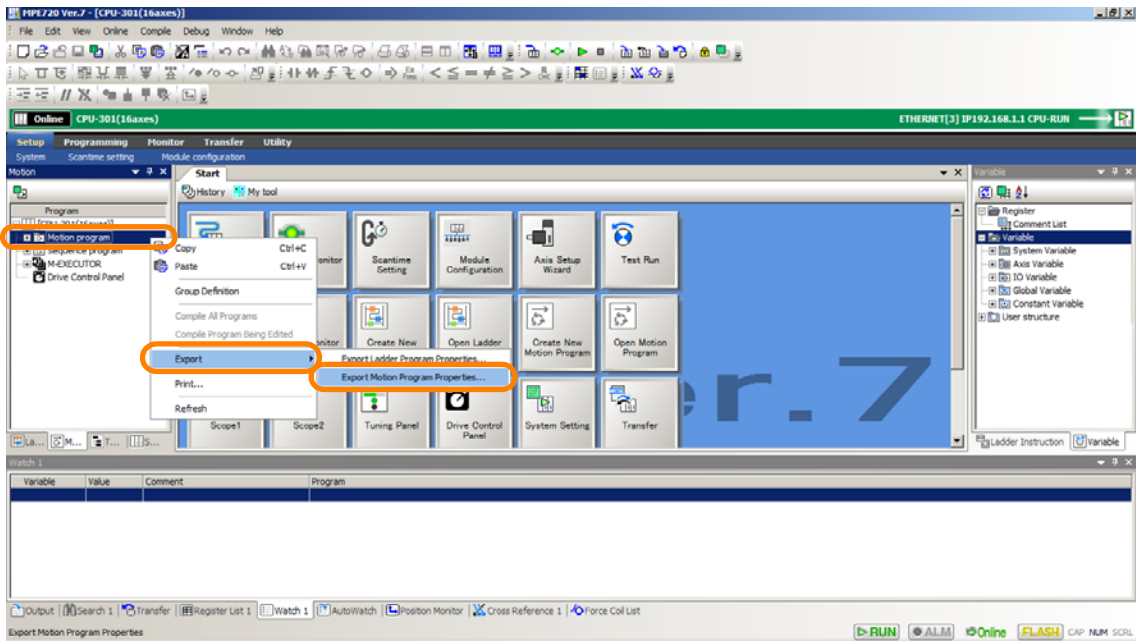 MPE720 Ver.7 - [CPU-301(16axes)]
File Edit View Online Compile Debug Window Help
Online CPU-301(16axes) ETHERNET[3] IP192.168.1.1 CPU-RUN
Setup Programming Monitor Transfer Utility
System Scantime setting Module configuration
Motion
Start
Variable
History My tool
Program
Motion program
Sequence program
M-EXECUTOR
Drive Control Panel
Copy Ctrl+C
Paste Ctrl+V
Group Definition
Compile All Programs
Compile Program Being Edited
Export
Print...
Refresh
Export Ladder Program Properties...
Export Motion Program Properties...
Scantime
Setting
Module
Configuration
Axis Setup
Wizard
Test Run
Create New
Open Ladder
Create New
Motion Program
Open Motion
Program
Scope1
Scope2
Tuning Panel
Drive Control
Panel
System Setting
Transfer
er.7
Register
Comment List
Variable
System Variable
Axis Variable
IO Variable
Global Variable
Constant Variable
User structure
La... M... T... S...
Ladder Instruction Variable
Watch 1
Variable Value Comment Program
Output Search 1 Transfer Register List 1 Watch 1 AutoWatch Position Monitor Cross Reference 1 Force Coil List
Export Motion Program Properties RUN ALM Online FLASH CAP NUM SCRL